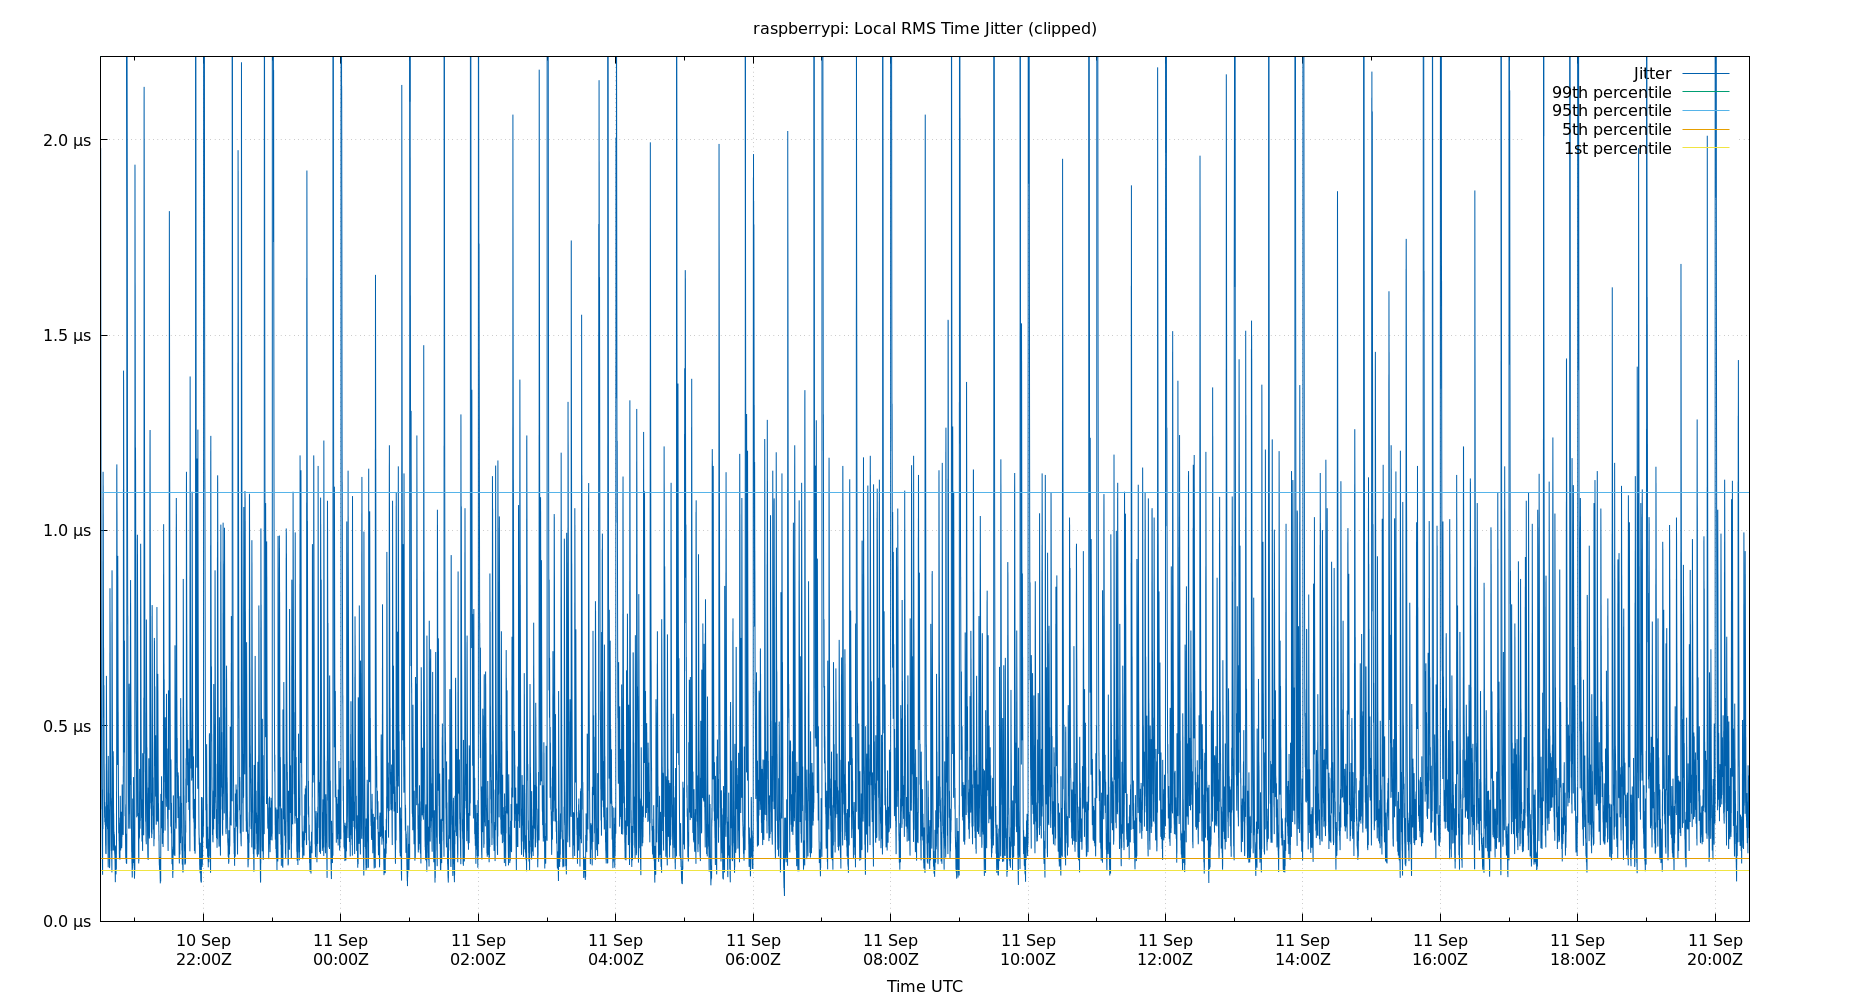 raspberrypi: Local RMS Time Jitter (clipped)
Jitter
99th percentile
95th percentile
5th percentile
1st percentile
2.0 µs
1.5 µs
1.0 µs
0.5 µs
0.0 µs
10 Sep 11 Sep 11 Sep 11 Sep 11 Sep 11 Sep 11 Sep 11 Sep 11 Sep 11 Sep 11 Sep 11 Sep
22:00Z 00:00Z 02:00Z 04:00Z 06:00Z 08:00Z 10:00Z 12:00Z 14:00Z 16:00Z 18:00Z 20:00Z
Time UTC